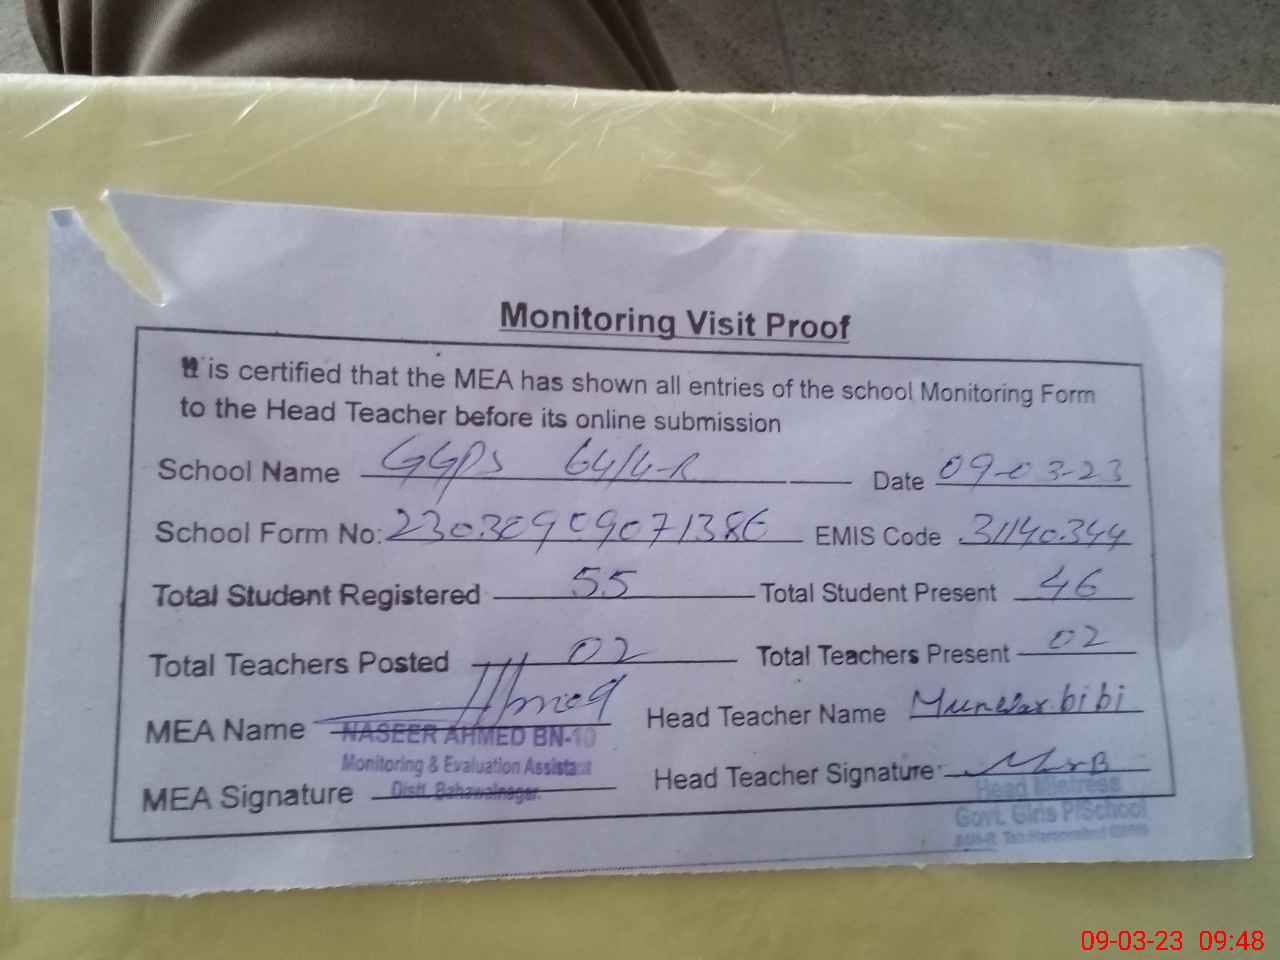 Monitoring Visit Proof
It is certified that the MEA has shown all entries of the school Monitoring Form
to the Head Teacher before its online submission
School Name GGPS 64/4-R Date 09-03-23
School Form No: 23030909071386 EMIS Code 31140344
Total Student Registered 55 Total Student Present 46
Total Teachers Posted 02 Total Teachers Present 02
MEA Name Head Teacher Name bibi
NASEER AHMED BN-10
Monitoring & Evaluation Assistant
MEA Signature Distt. Bahawalnagar. Head Teacher Signature
Head Mistress
Govt. Girls P/School
09-03-23 09:48